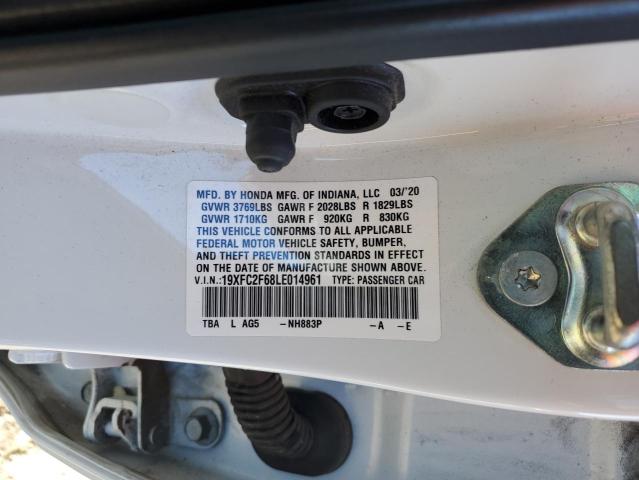 MFD. BY HONDA MFG. OF INDIANA, LLC 03/'20
GVWR 3769LBS GAWR F 2028LBS R 1829LBS
GVWR 1710KG GAWR F 920KG R 830KG
THIS VEHICLE CONFORMS TO ALL APPLICABLE
FEDERAL MOTOR VEHICLE SAFETY, BUMPER,
AND THEFT PREVENTION STANDARDS IN EFFECT
ON THE DATE OF MANUFACTURE SHOWN ABOVE.
V.I.N.: 19XFC2F68LE014961 TYPE: PASSENGER CAR
TBA L AG5 -NH883P -A -E